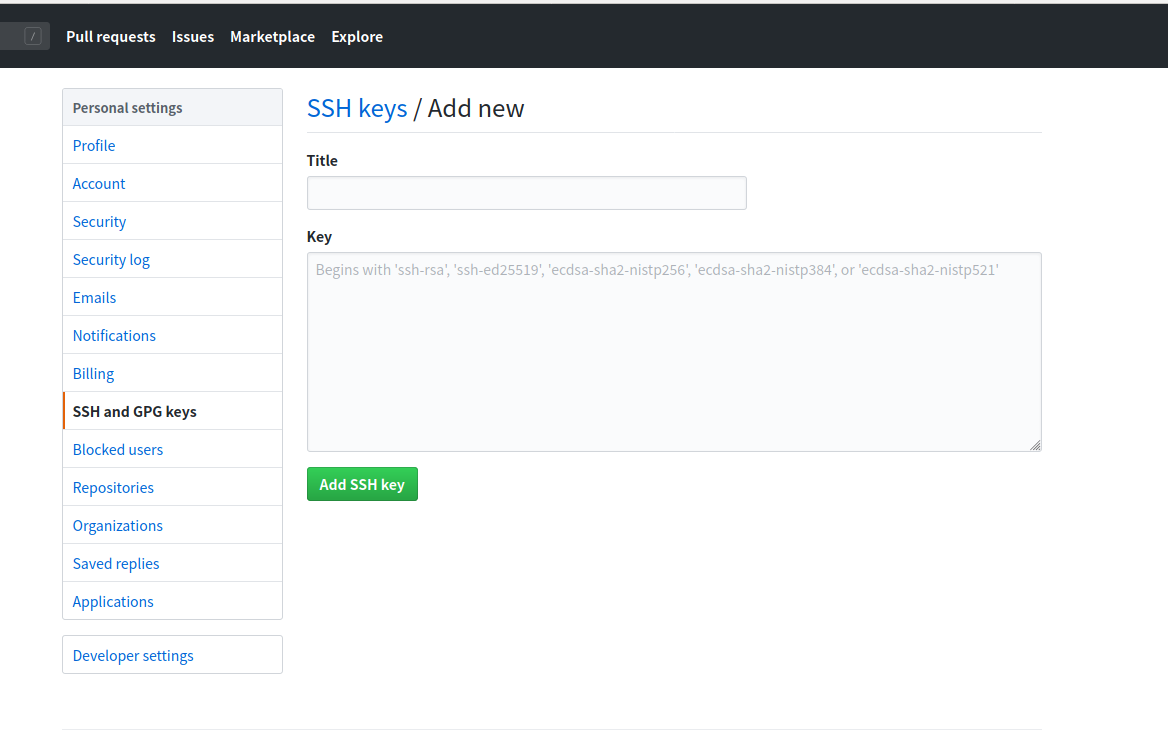 / Pull requests Issues Marketplace Explore
Personal settings
Profile
Account
Security
Security log
Emails
Notifications
Billing
SSH and GPG keys
Blocked users
Repositories
Organizations
Saved replies
Applications
Developer settings
SSH keys / Add new
Title
Key
Begins with 'ssh-rsa', 'ssh-ed25519', 'ecdsa-sha2-nistp256', 'ecdsa-sha2-nistp384', or 'ecdsa-sha2-nistp521'
Add SSH key